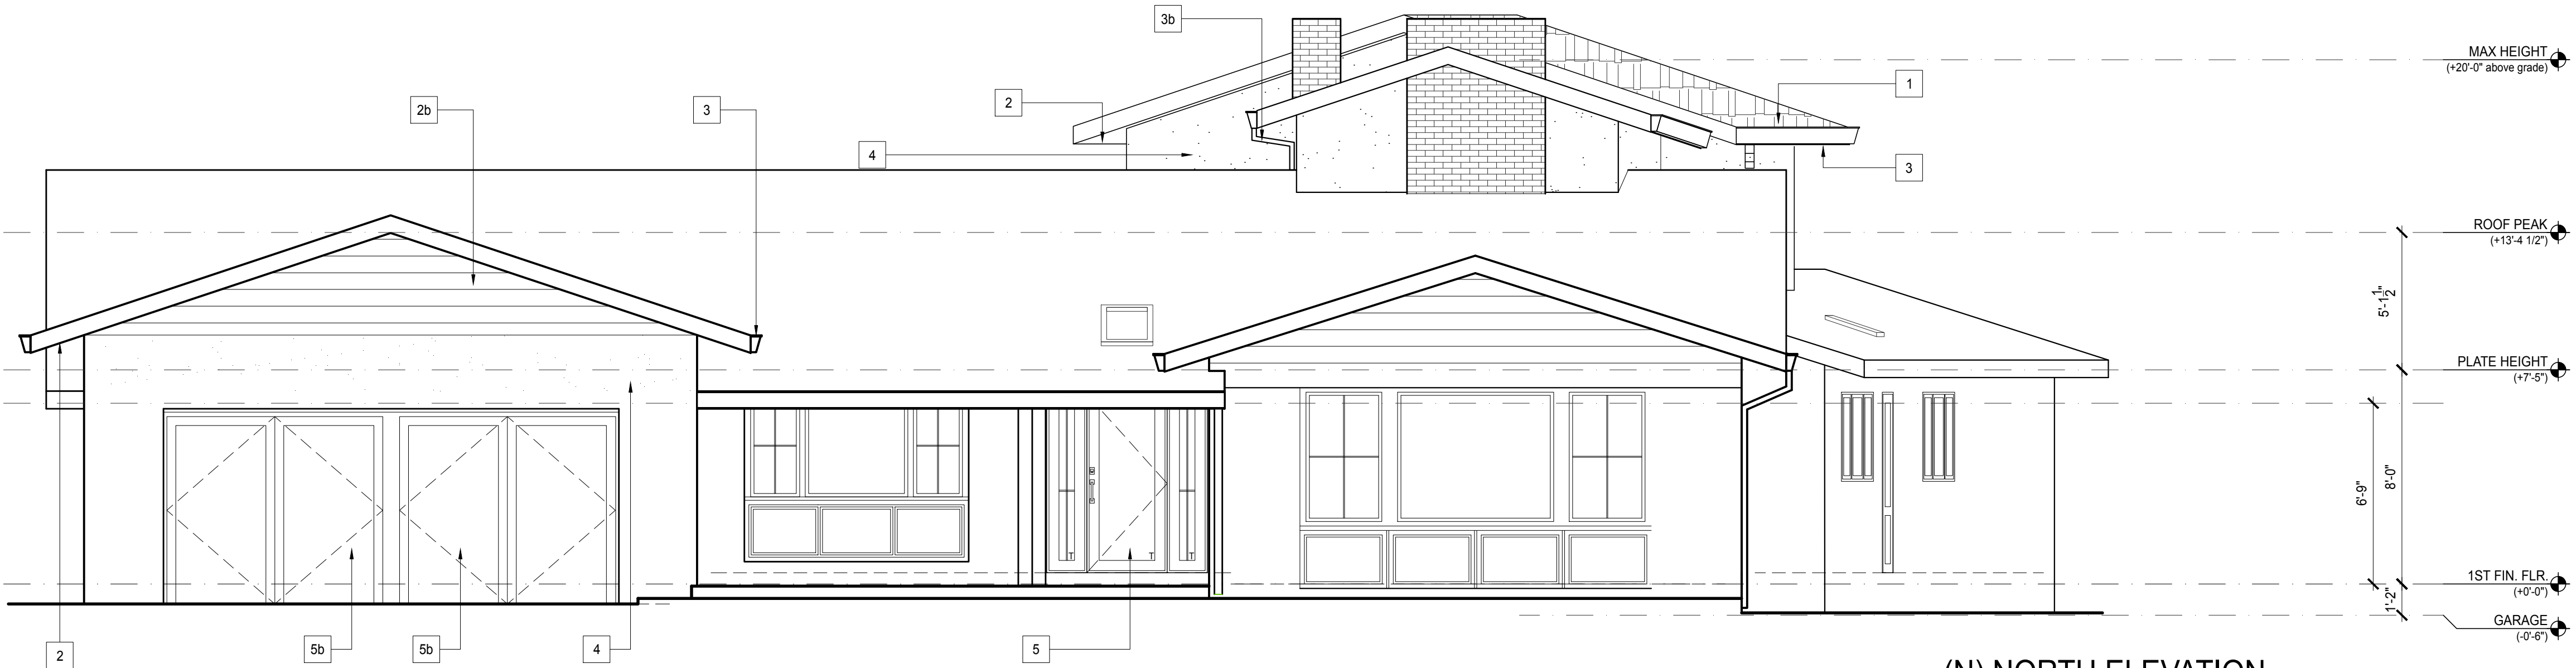 3b
MAX HEIGHT
(+20'-0" above grade)
1
2
2b
3
4
3
ROOF PEAK
(+13'-4 1/2")
5'-1 1/2"
PLATE HEIGHT
(+7'-5")
6'-9"
8'-0"
T
T
T
1ST FIN. FLR.
(+0'-0")
1'-2"
GARAGE
(-0'-6")
2
5b
5b
4
5
(N) NORTH ELEVATION